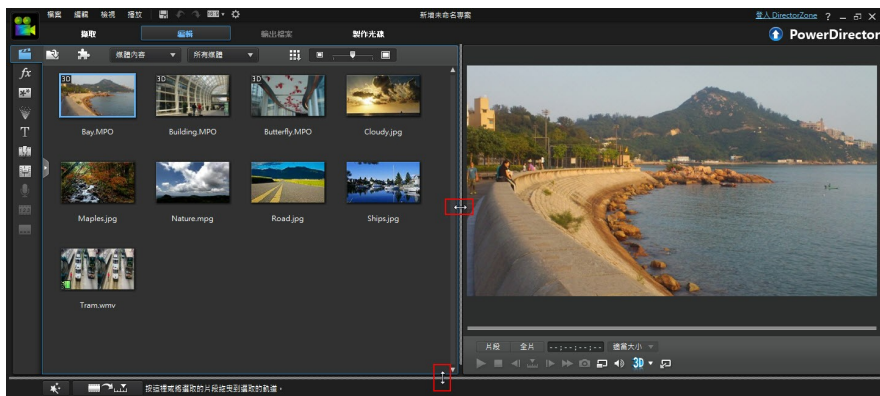 檔案 編輯 檢視 播放 新增未命名專案 登入 DirectorZone ?
擷取 編輯 輸出檔案 製作光碟 PowerDirector
媒體內容 所有媒體
fx
T
3D 3D 3D
Bay.MPO Building.MPO Butterfly.MPO Cloudy.jpg
Maples.jpg Nature.mpg Road.jpg Ships.jpg
Tram.wmv
片段 全片 --:--:--:-- 適當大小
3D
按這裡或將選取的片段拖曳到選取的軌道。